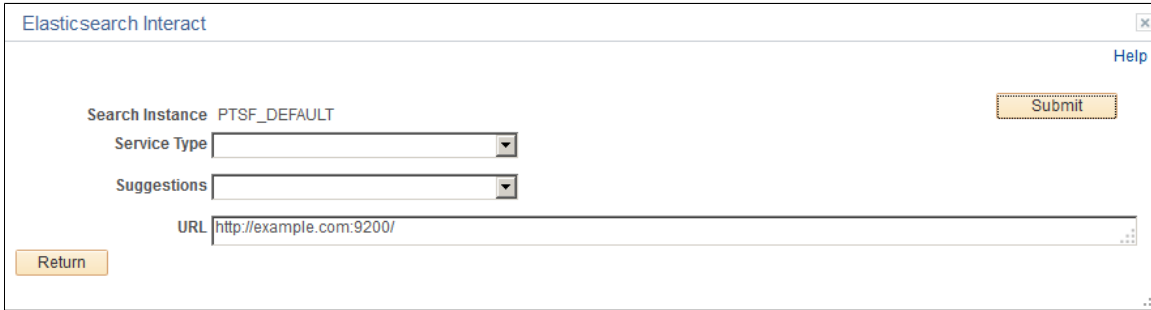 Elasticsearch Interact
Help
Search Instance PTSF_DEFAULT
Submit
Service Type
Suggestions
URL http://example.com:9200/
Return